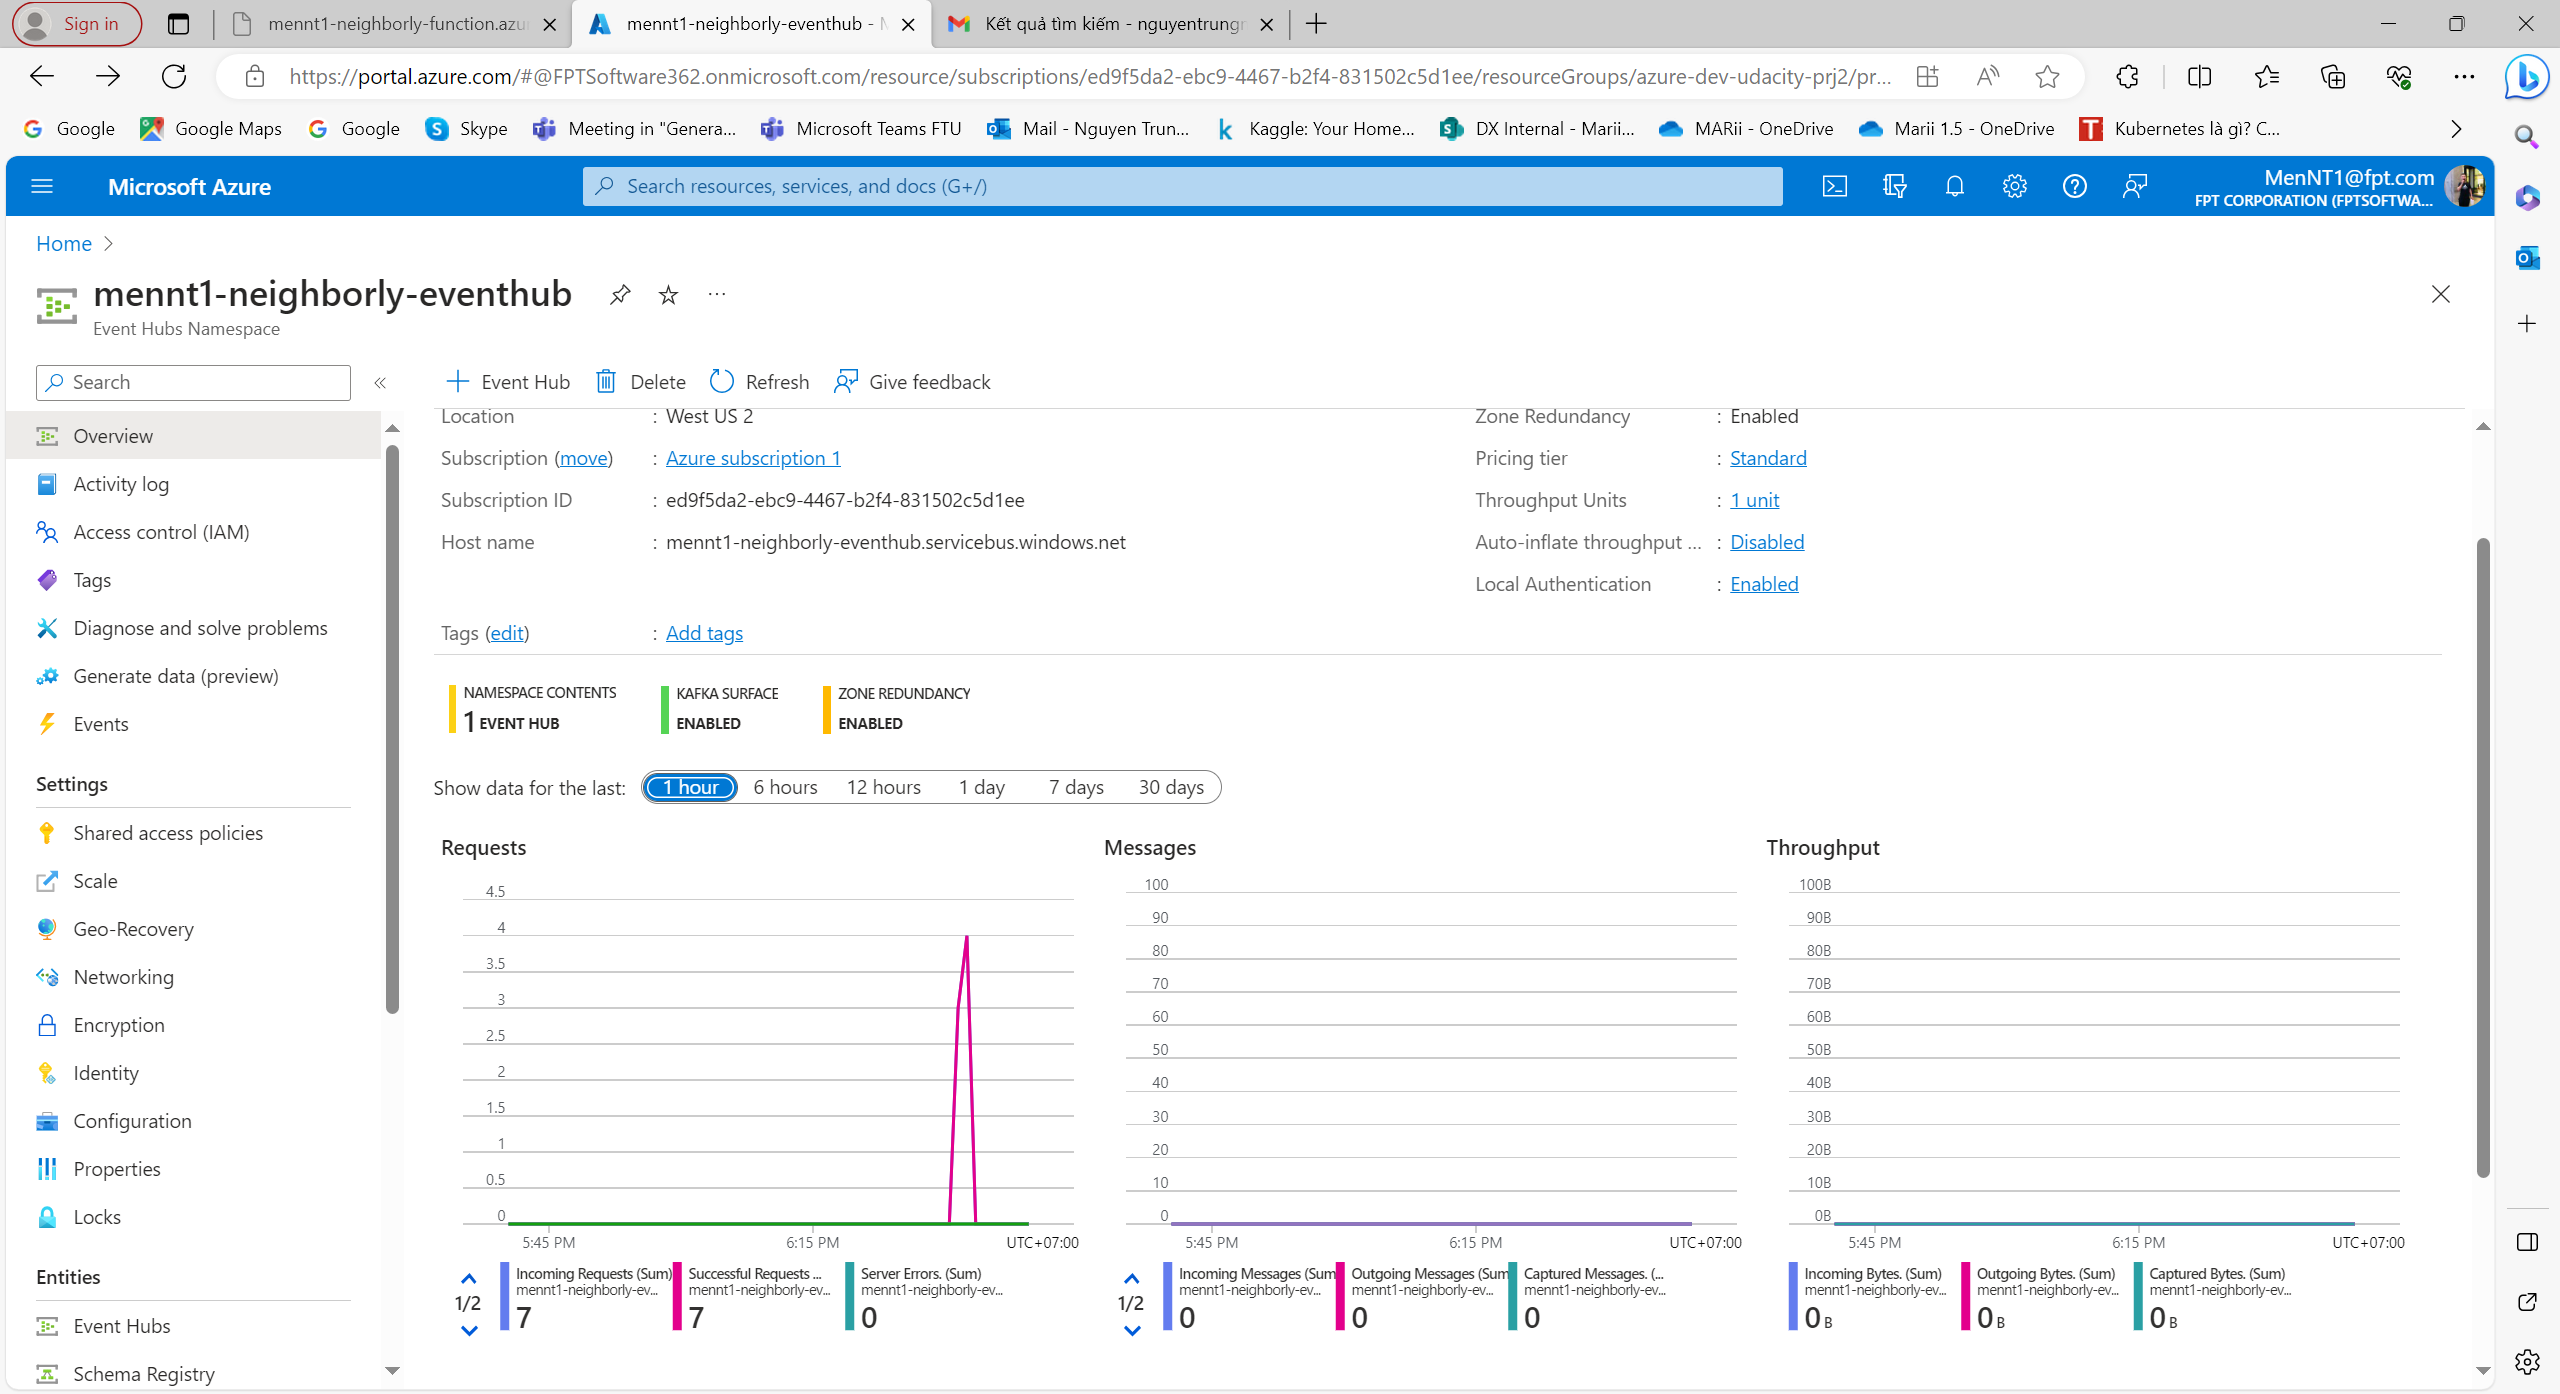 Sign in
mennt1-neighborly-function.azu
mennt1-neighborly-eventhub - M
Kết quả tìm kiếm - nguyentrungn
https://portal.azure.com/#@FPTSoftware362.onmicrosoft.com/resource/subscriptions/ed9f5da2-ebc9-4467-b2f4-831502c5d1ee/resourceGroups/azure-dev-udacity-prj2/pr...
Google
Google Maps
Google
Skype
Meeting in "Genera...
Microsoft Teams FTU
Mail - Nguyen Trun...
Kaggle: Your Home...
DX Internal - Marii...
MARii - OneDrive
Marii 1.5 - OneDrive
Kubernetes là gì? C...
Microsoft Azure
Search resources, services, and docs (G+/)
MenNT1@fpt.com
FPT CORPORATION (FPTSOFTWA...
Home
mennt1-neighborly-eventhub
Event Hubs Namespace
Search
Event Hub
Delete
Refresh
Give feedback
Overview
Activity log
Access control (IAM)
Tags
Diagnose and solve problems
Generate data (preview)
Events
Settings
Shared access policies
Scale
Geo-Recovery
Networking
Encryption
Identity
Configuration
Properties
Locks
Entities
Event Hubs
Schema Registry
Location : West US 2
Subscription (move) : Azure subscription 1
Subscription ID : ed9f5da2-ebc9-4467-b2f4-831502c5d1ee
Host name : mennt1-neighborly-eventhub.servicebus.windows.net
Zone Redundancy : Enabled
Pricing tier : Standard
Throughput Units : 1 unit
Auto-inflate throughput ... : Disabled
Local Authentication : Enabled
Tags (edit) : Add tags
NAMESPACE CONTENTS
1 EVENT HUB
KAFKA SURFACE
ENABLED
ZONE REDUNDANCY
ENABLED
Show data for the last: 1 hour 6 hours 12 hours 1 day 7 days 30 days
Requests
4.5
4
3.5
3
2.5
2
1.5
1
0.5
0
5:45 PM 6:15 PM UTC+07:00
1/2
Incoming Requests (Sum)
mennt1-neighborly-ev...
7
Successful Requests ...
mennt1-neighborly-ev...
7
Server Errors. (Sum)
mennt1-neighborly-ev...
0
Messages
100
90
80
70
60
50
40
30
20
10
0
5:45 PM 6:15 PM UTC+07:00
1/2
Incoming Messages (Sum
mennt1-neighborly-ev...
0
Outgoing Messages (Sum
mennt1-neighborly-ev...
0
Captured Messages. (...
mennt1-neighborly-ev...
0
Throughput
100B
90B
80B
70B
60B
50B
40B
30B
20B
10B
0B
5:45 PM 6:15 PM UTC+07:00
Incoming Bytes. (Sum)
mennt1-neighborly-ev...
0 B
Outgoing Bytes. (Sum)
mennt1-neighborly-ev...
0 B
Captured Bytes. (Sum)
mennt1-neighborly-ev...
0 B